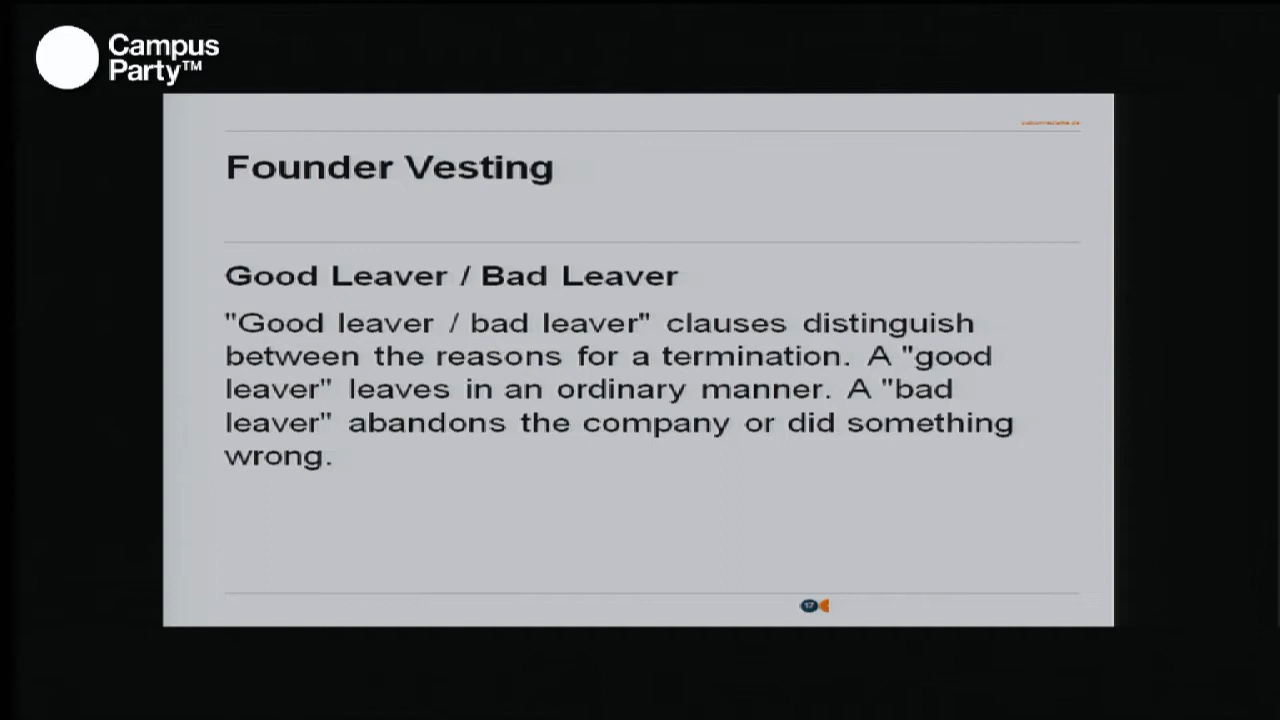 Campus
Party™
Founder Vesting
Good Leaver / Bad Leaver
"Good leaver / bad leaver" clauses distinguish
between the reasons for a termination. A "good
leaver" leaves in an ordinary manner. A "bad
leaver" abandons the company or did something
wrong.
17